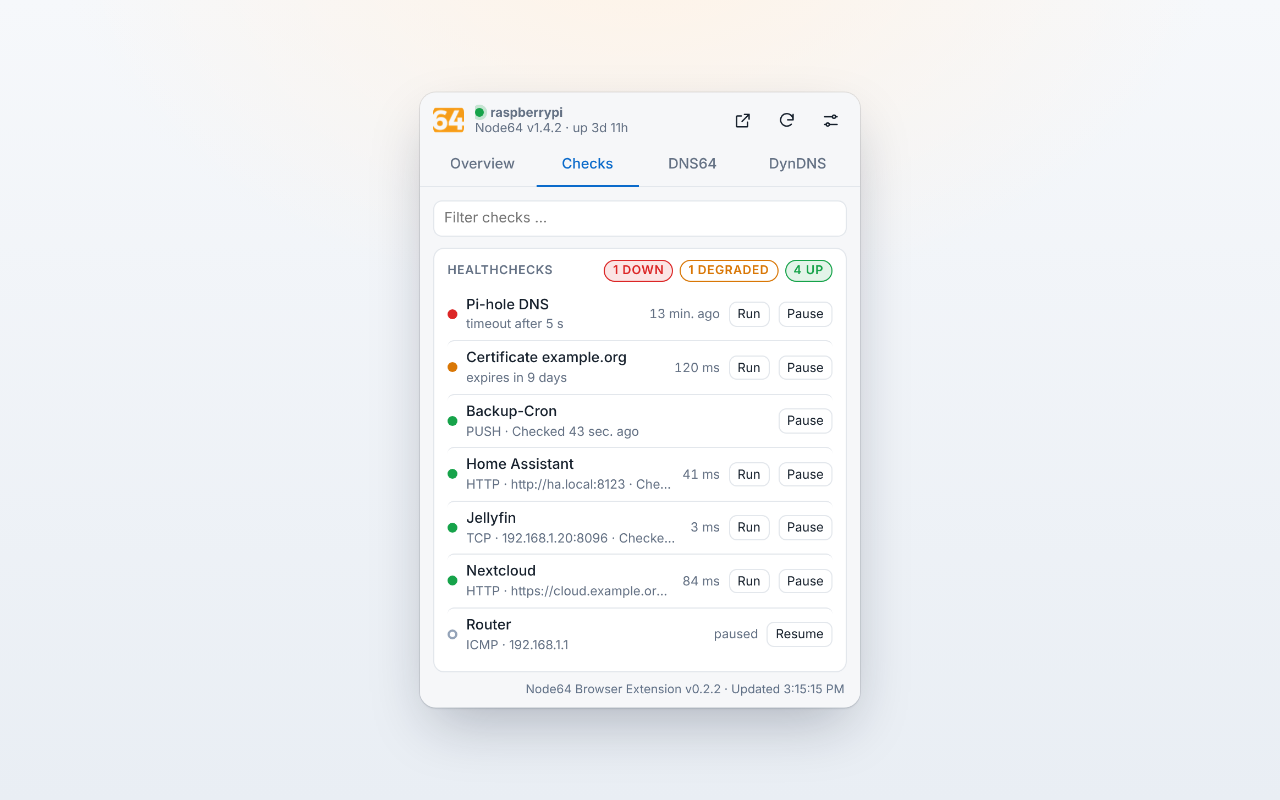 64
raspberrypi
Node64 v1.4.2 · up 3d 11h
Overview Checks DNS64 DynDNS
Filter checks ...
HEALTHCHECKS 1 DOWN 1 DEGRADED 4 UP
Pi-hole DNS
timeout after 5 s
13 min. ago Run Pause
Certificate example.org
expires in 9 days
120 ms Run Pause
Backup-Cron
PUSH · Checked 43 sec. ago
Pause
Home Assistant
HTTP · http://ha.local:8123 · Che...
41 ms Run Pause
Jellyfin
TCP · 192.168.1.20:8096 · Checke...
3 ms Run Pause
Nextcloud
HTTP · https://cloud.example.or...
84 ms Run Pause
Router
ICMP · 192.168.1.1
paused Resume
Node64 Browser Extension v0.2.2 · Updated 3:15:15 PM